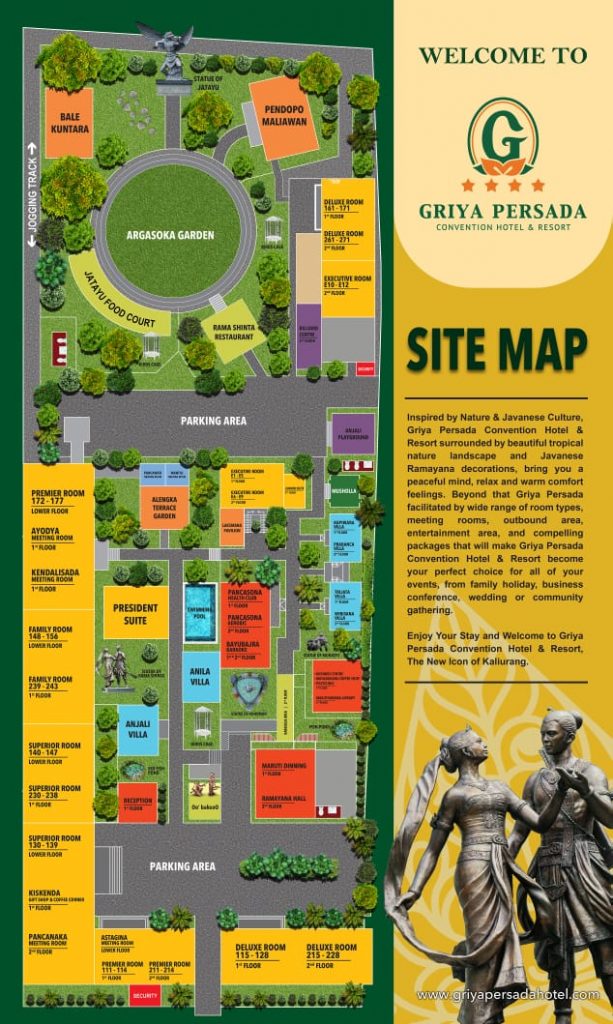 WELCOME TO
G
GRIYA PERSADA
CONVENTION HOTEL & RESORT
SITE MAP
Inspired by Nature & Javanese Culture,
Griya Persada Convention Hotel &
Resort surrounded by beautiful tropical
nature landscape and Javanese
Ramayana decorations, bring you a
peaceful mind, relax and warm comfort
feelings. Beyond that Griya Persada
facilitated by wide range of room types,
meeting rooms, outbound area,
entertainment area, and compelling
packages that will make Griya Persada
Convention Hotel & Resort become
your perfect choice for all of your
events, from family holiday, business
conference, wedding or community
gathering.
Enjoy Your Stay and Welcome to Griya
Persada Convention Hotel & Resort,
The New Icon of Kaliurang.
www.griyapersadahotel.com
STATUE OF
JATAYU
BALE
KUNTARA
PENDOPO
MALIAWAN
JOGGING TRACK
ARGASOKA GARDEN
DELUXE ROOM
161 - 171
1ST FLOOR
DELUXE ROOM
261 - 271
2ND FLOOR
EXECUTIVE ROOM
E10 - E12
2ND FLOOR
JATAYU FOOD COURT
RAMA SHINTA
RESTAURANT
SECURITY
PARKING AREA
ANJALI
PLAYGROUND
MUSHOLLA
PREMIER ROOM
172 - 177
LOWER FLOOR
AYODYA
MEETING ROOM
1ST FLOOR
KENDALISADA
MEETING ROOM
1ST FLOOR
FAMILY ROOM
148 - 156
LOWER FLOOR
FAMILY ROOM
239 - 243
1ST FLOOR
SUPERIOR ROOM
140 - 147
LOWER FLOOR
SUPERIOR ROOM
230 - 238
1ST FLOOR
SUPERIOR ROOM
130 - 139
LOWER FLOOR
KISKENDA
GIFT SHOP & COFFEE CORNER
1ST FLOOR
PANCANAKA
MEETING ROOM
2ND FLOOR
ALENGKA
TERRACE
GARDEN
EXECUTIVE ROOM
EXECUTIVE ROOM
LAKSMANA
PAVILION
PRESIDENT
SUITE
SWIMMING
POOL
PANCASONA
HEALTH CLUB
1ST FLOOR
PANCASONA
AEROBIC
2ND FLOOR
BAYUBAJRA
KARAOKE
ANILA
VILLA
ANJALI
VILLA
RECEPTION
1ST FLOOR
MARUTI DINNING
1ST FLOOR
RAMAYANA HALL
2ND FLOOR
PARKING AREA
ASTAGINA
MEETING ROOM
LOWER FLOOR
PREMIER ROOM
111 - 114
1ST FLOOR
PREMIER ROOM
211 - 214
2ND FLOOR
SECURITY
DELUXE ROOM
115 - 128
1ST FLOOR
DELUXE ROOM
215 - 228
2ND FLOOR